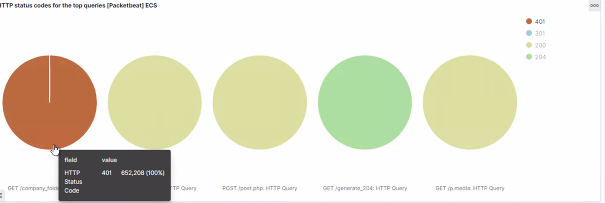 HTTP status codes for the top queries [Packetbeat] ECS
401
301
200
204
field value
HTTP Status Code 401 652,208 (100%)
GET /company_fold
HTTP Query
POST /post.php: HTTP Query
GET /generate_204: HTTP Query
GET /p.media: HTTP Query